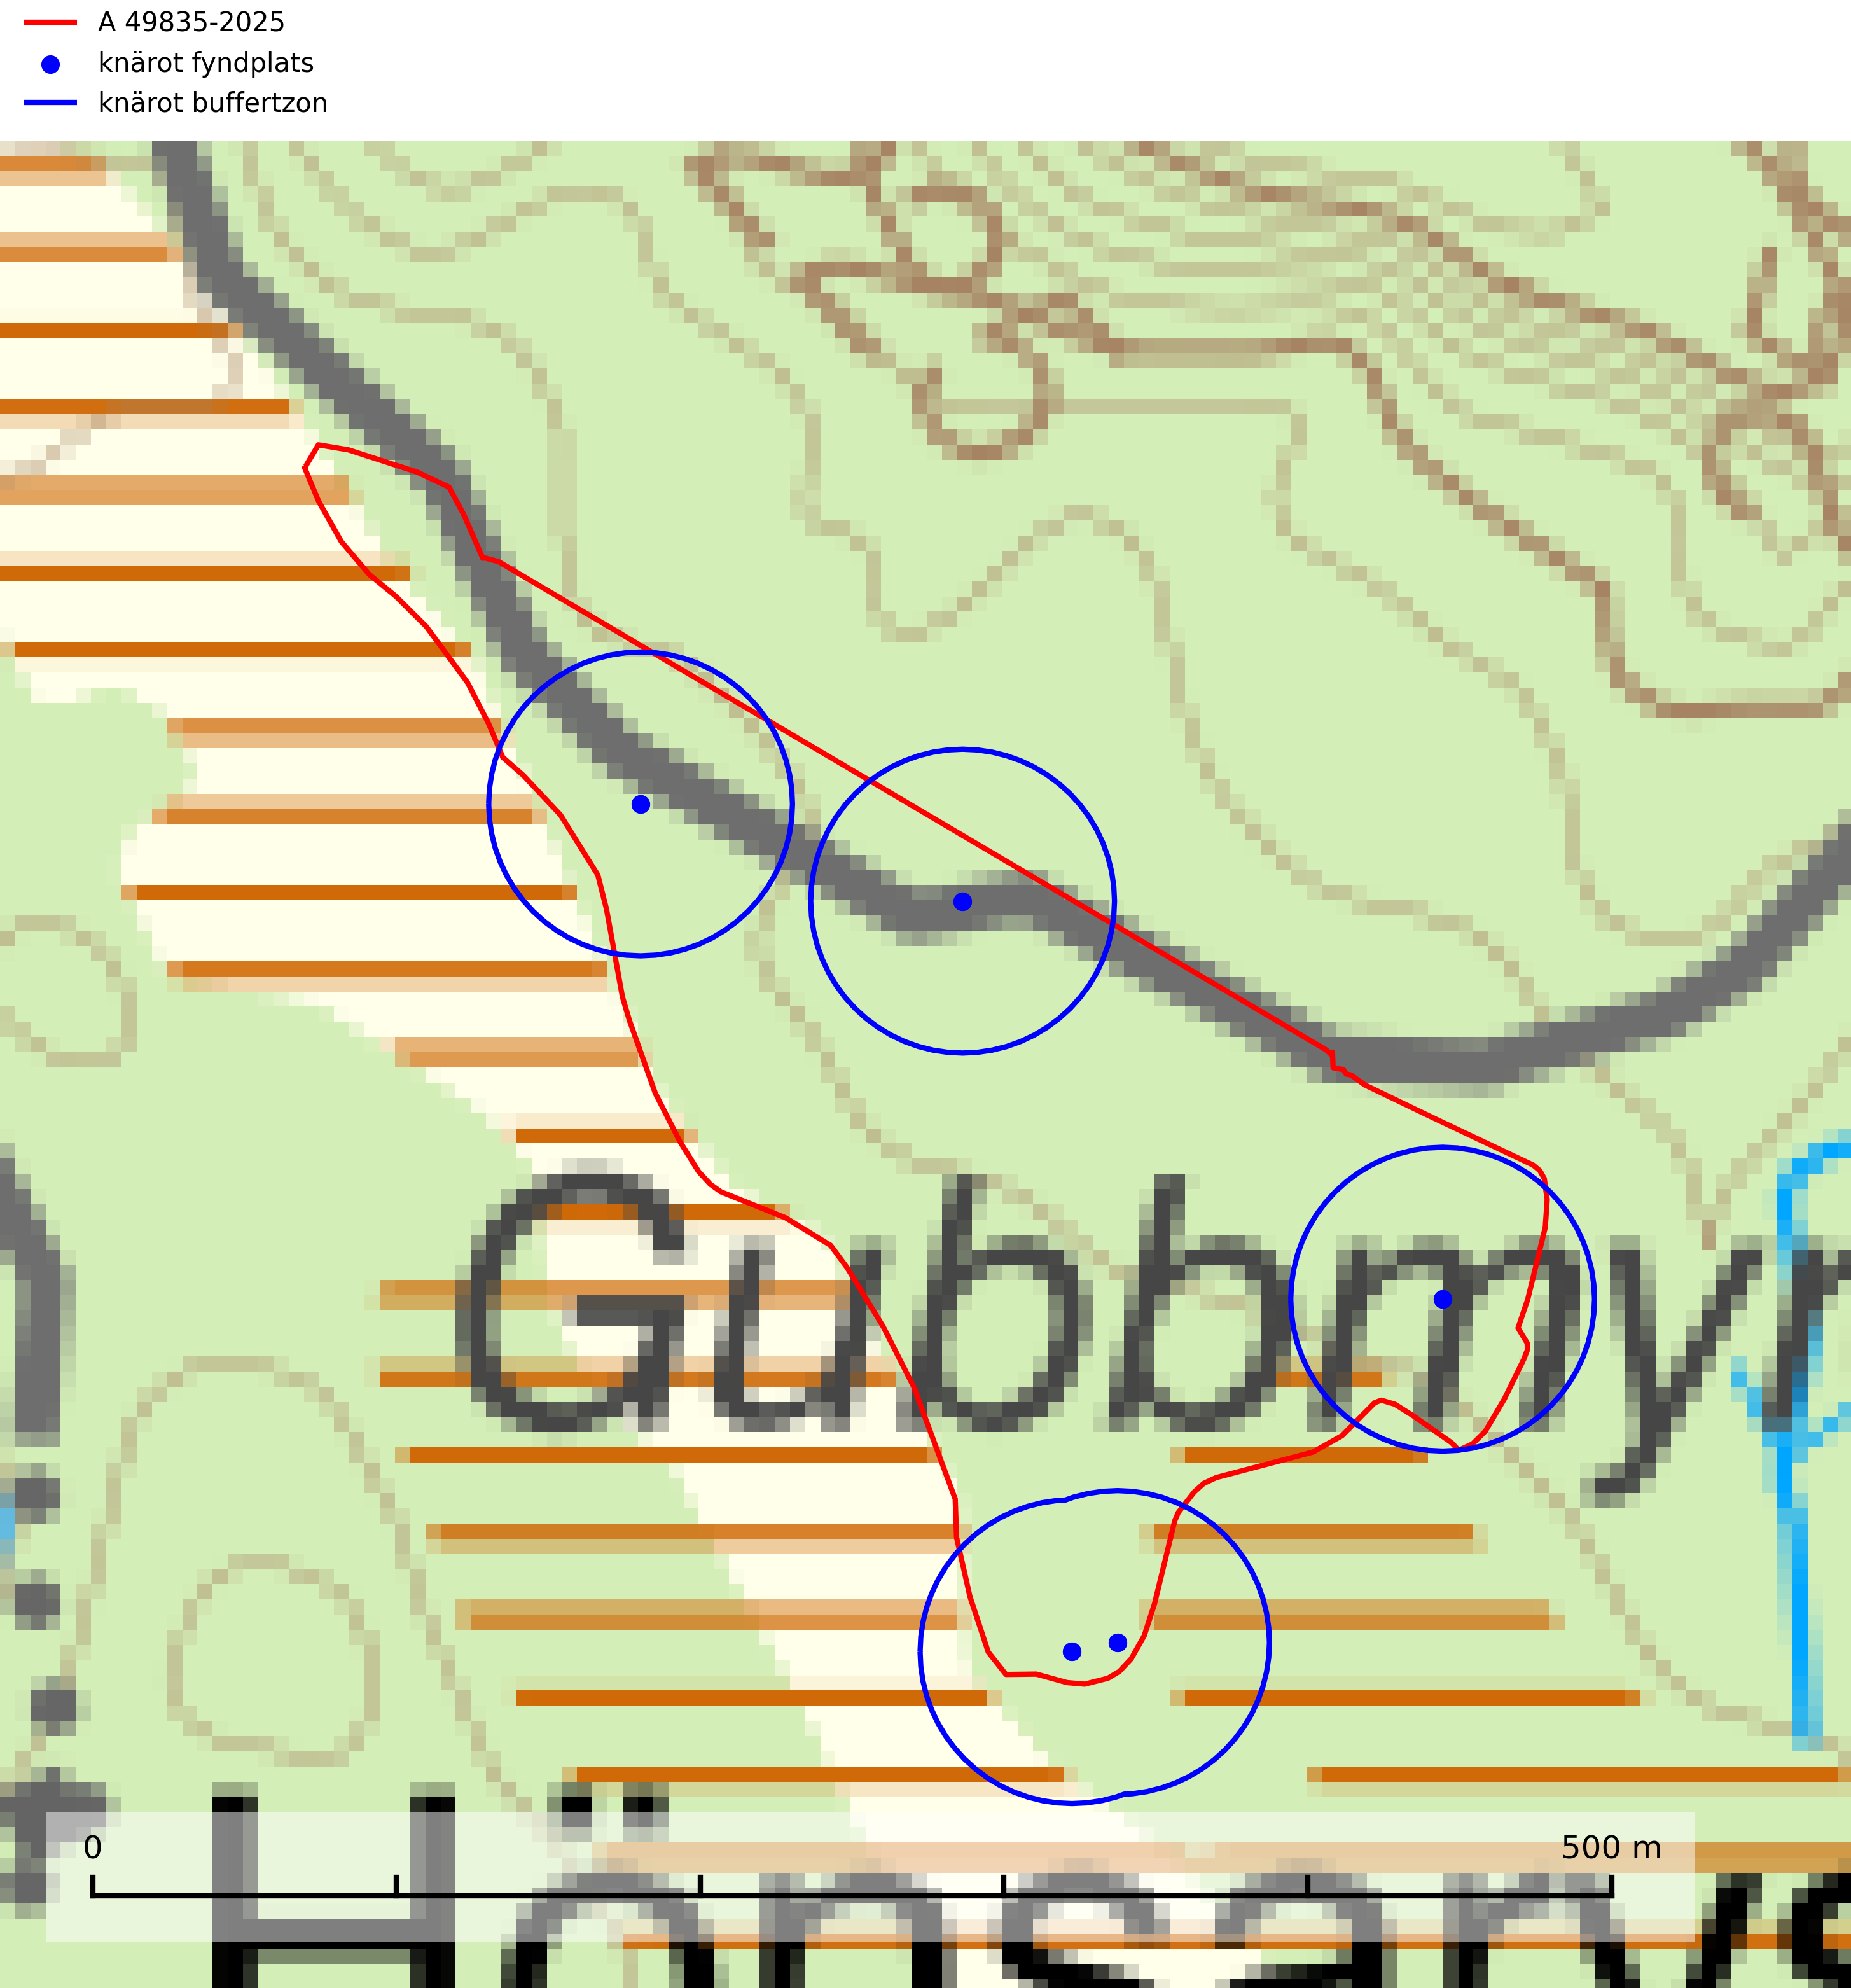 A 49835-2025
knärot fyndplats
knärot buffertzon
Gubbmyr
0 500 m